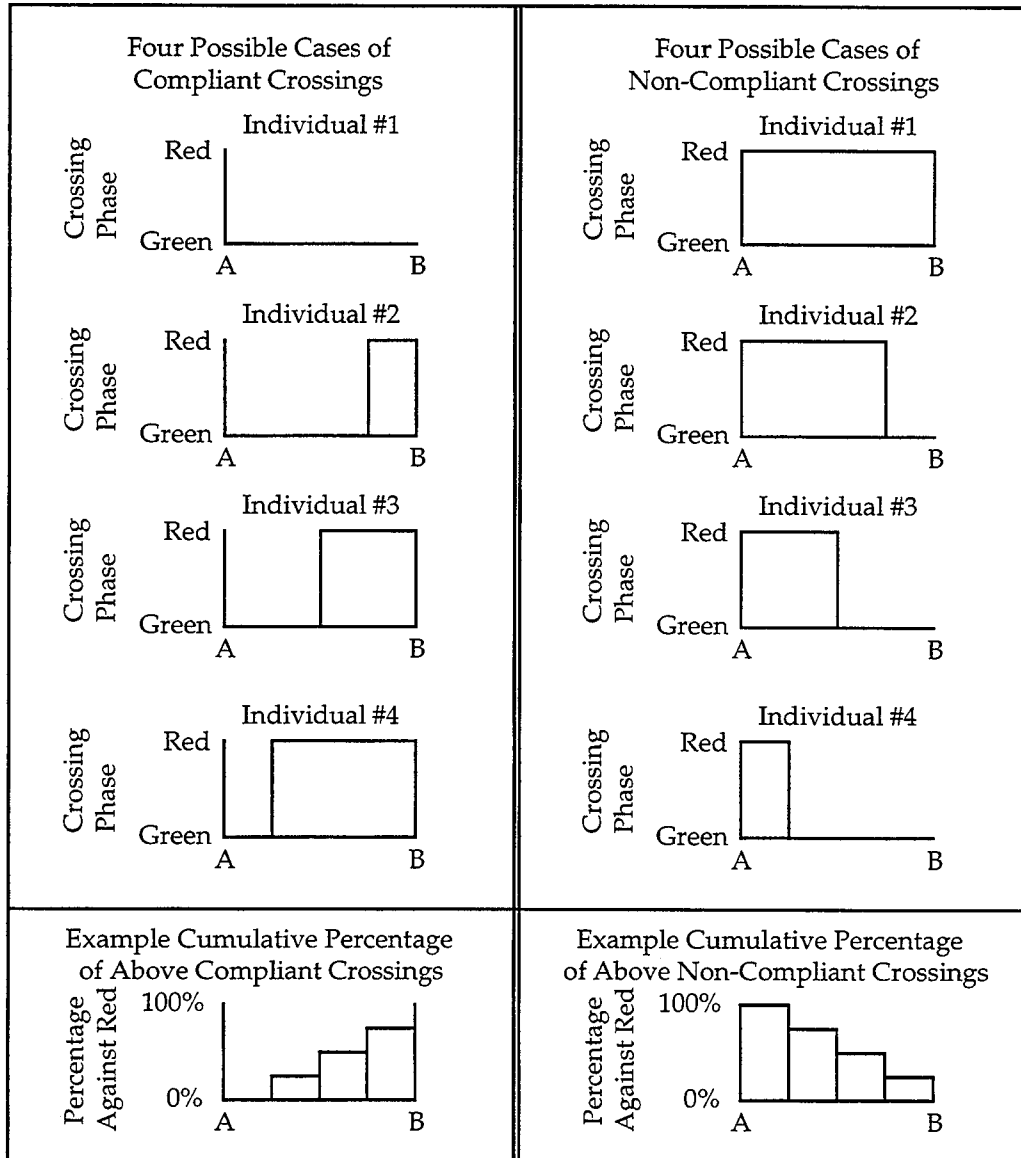 Four Possible Cases of
Compliant Crossings
Individual #1
Crossing
Phase
Red
Green
A B
Individual #2
Crossing
Phase
Red
Green
A B
Individual #3
Crossing
Phase
Red
Green
A B
Individual #4
Crossing
Phase
Red
Green
A B
Example Cumulative Percentage
of Above Compliant Crossings
Percentage
Against Red
100%
0%
A B
Four Possible Cases of
Non-Compliant Crossings
Individual #1
Crossing
Phase
Red
Green
A B
Individual #2
Crossing
Phase
Red
Green
A B
Individual #3
Crossing
Phase
Red
Green
A B
Individual #4
Crossing
Phase
Red
Green
A B
Example Cumulative Percentage
of Above Non-Compliant Crossings
Percentage
Against Red
100%
0%
A B